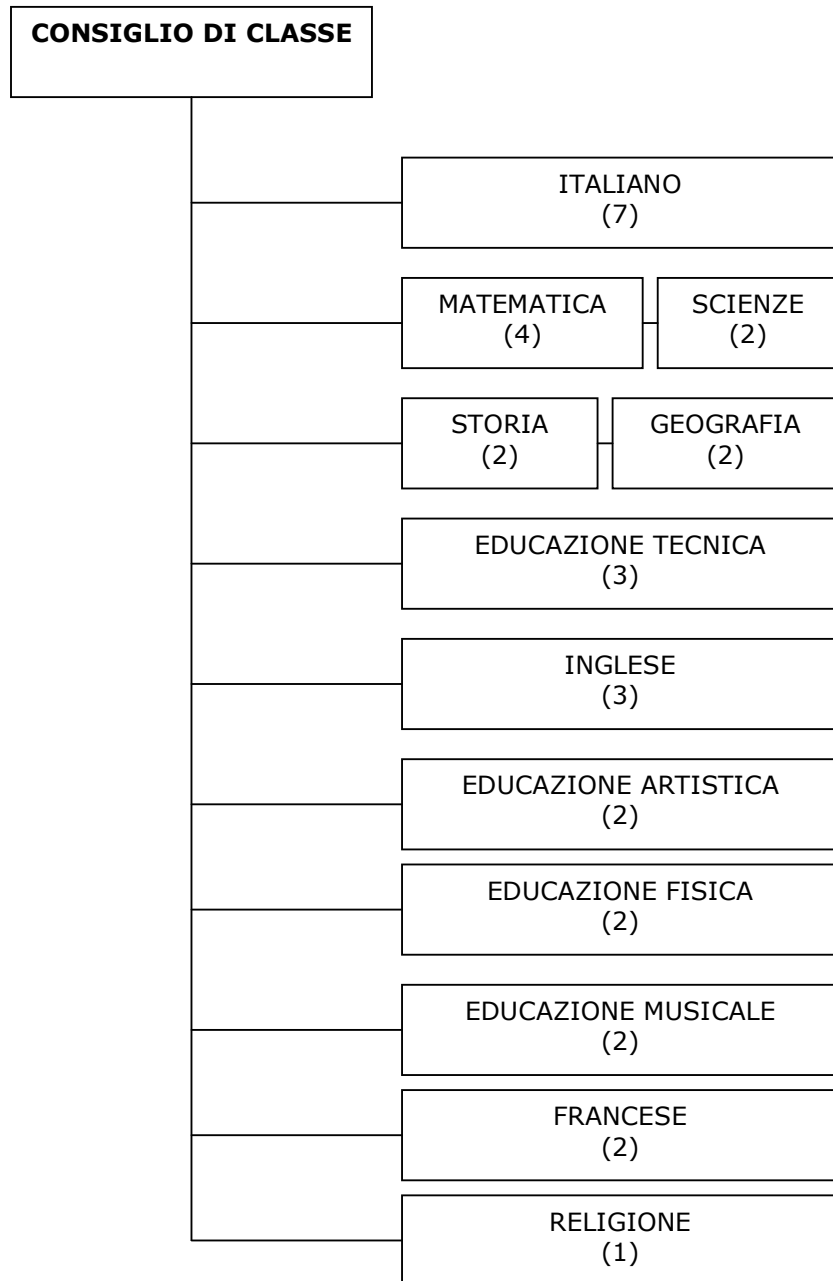 CONSIGLIO DI CLASSE
ITALIANO
(7)
MATEMATICA
(4)
SCIENZE
(2)
STORIA
(2)
GEOGRAFIA
(2)
EDUCAZIONE TECNICA
(3)
INGLESE
(3)
EDUCAZIONE ARTISTICA
(2)
EDUCAZIONE FISICA
(2)
EDUCAZIONE MUSICALE
(2)
FRANCESE
(2)
RELIGIONE
(1)